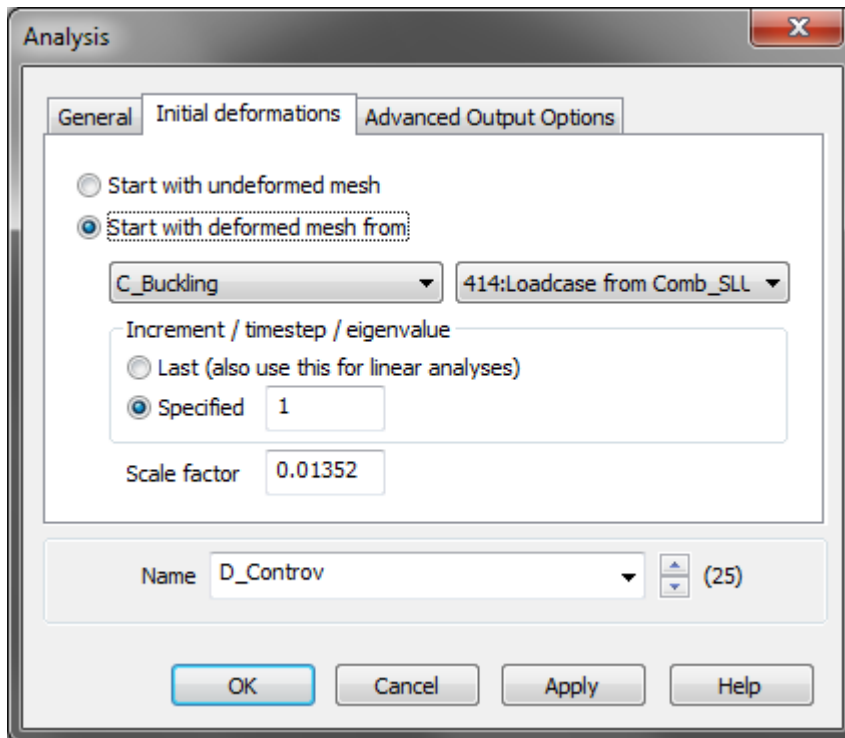 Analysis
General Initial deformations Advanced Output Options
Start with undeformed mesh
Start with deformed mesh from
C_Buckling 414:Loadcase from Comb_SLU
Increment / timestep / eigenvalue
Last (also use this for linear analyses)
Specified 1
Scale factor 0.01352
Name D_Controv (25)
OK Cancel Apply Help